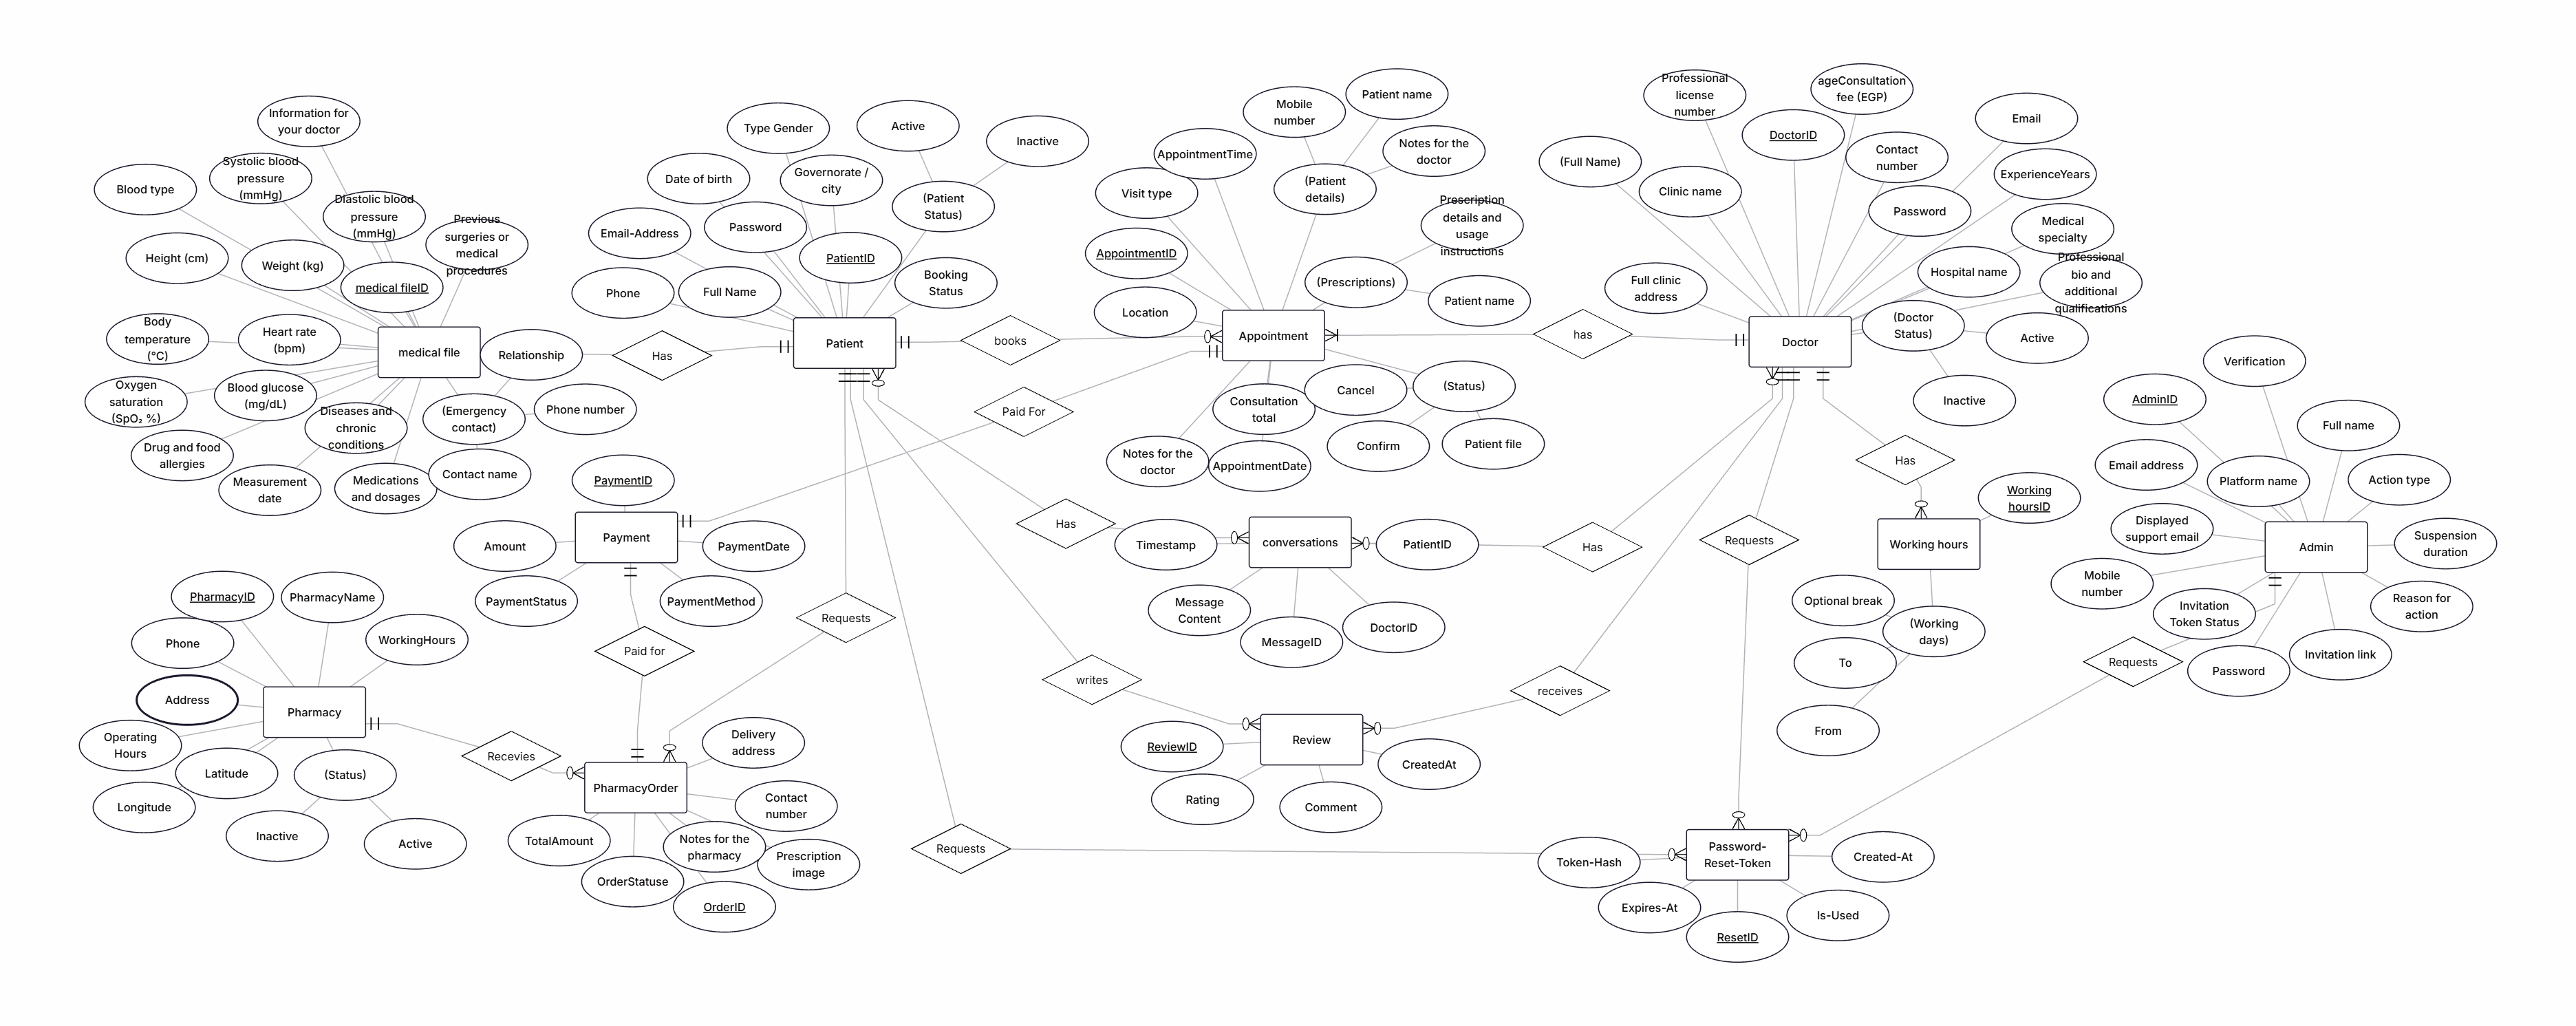 Information for
your doctor
Systolic blood
pressure
(mmHg)
Blood type
Diastolic blood
pressure
(mmHg)
Previous
surgeries or
medical
procedures
Height (cm)
Weight (kg)
medical fileID
Body
temperature
(°C)
Heart rate
(bpm)
medical file
Relationship
Oxygen
saturation
(SpO₂ %)
Blood glucose
(mg/dL)
Diseases and
chronic
conditions
(Emergency
contact)
Phone number
Drug and food
allergies
Measurement
date
Medications
and dosages
Contact name
Has
Type Gender
Active
Inactive
Date of birth
Governorate /
city
(Patient
Status)
Email-Address
Password
PatientID
Booking
Status
Phone
Full Name
Patient
books
Paid For
Mobile
number
Patient name
AppointmentTime
Notes for the
doctor
Visit type
(Patient
details)
Prescription
details and
usage
instructions
AppointmentID
(Prescriptions)
Patient name
Location
Appointment
Consultation
total
Cancel
(Status)
Notes for the
doctor
AppointmentDate
Confirm
Patient file
has
Professional
license
number
ageConsultation
fee (EGP)
Email
DoctorID
(Full Name)
Contact
number
ExperienceYears
Clinic name
Password
Medical
specialty
Full clinic
address
Hospital name
Professional
bio and
additional
qualifications
(Doctor
Status)
Active
Doctor
Inactive
Has
Working
hoursID
Working hours
Optional break
(Working
days)
To
From
Verification
AdminID
Full name
Email address
Platform name
Action type
Displayed
support email
Admin
Suspension
duration
Mobile
number
Invitation
Token Status
Reason for
action
Requests
Password
Invitation link
PaymentID
Payment
Amount
PaymentDate
PaymentStatus
PaymentMethod
Paid for
Requests
Has
Timestamp
conversations
PatientID
Has
Requests
Message
Content
MessageID
DoctorID
PharmacyID
PharmacyName
Phone
WorkingHours
Address
Pharmacy
Operating
Hours
Latitude
(Status)
Longitude
Inactive
Active
Recevies
Delivery
address
PharmacyOrder
Contact
number
TotalAmount
Notes for the
pharmacy
Prescription
image
OrderStatuse
OrderID
writes
receives
ReviewID
Review
CreatedAt
Rating
Comment
Requests
Token-Hash
Password-
Reset-Token
Created-At
Expires-At
Is-Used
ResetID